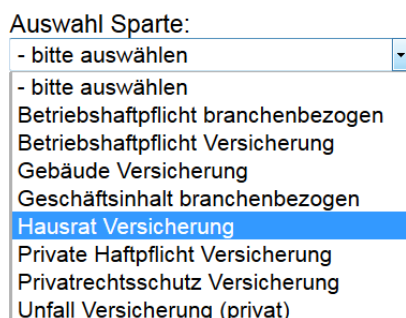 Auswahl Sparte:
- bitte auswählen
- bitte auswählen
Betriebshaftpflicht branchenbezogen
Betriebshaftpflicht Versicherung
Gebäude Versicherung
Geschäftsinhalt branchenbezogen
Hausrat Versicherung
Private Haftpflicht Versicherung
Privatrechtsschutz Versicherung
Unfall Versicherung (privat)